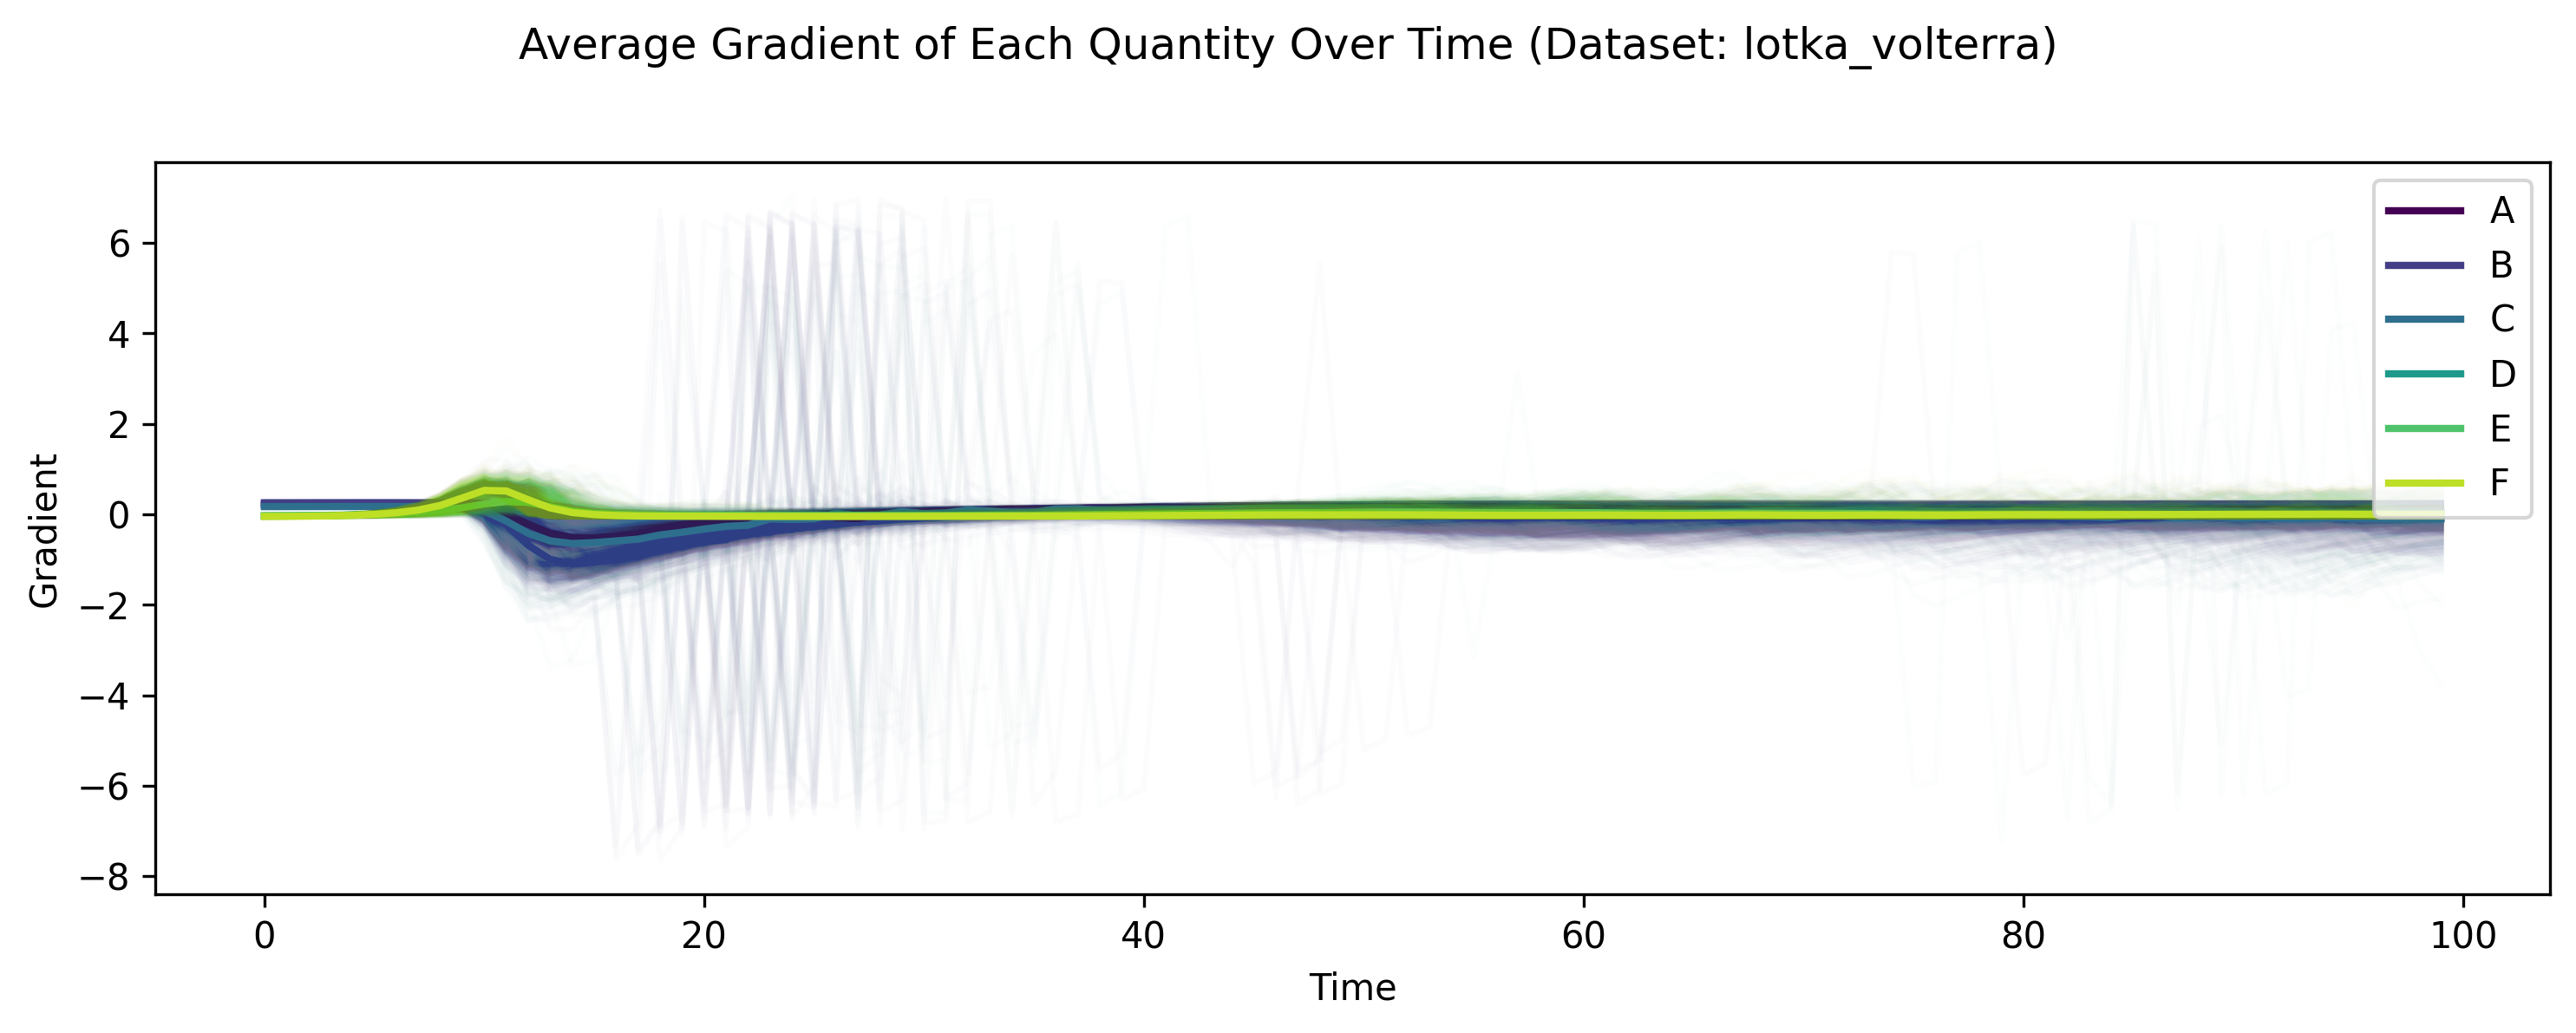 Average Gradient of Each Quantity Over Time (Dataset: lotka_volterra)
A
B
C
D
E
F
6
4
2
0
−2
−4
−6
−8
Gradient
0 20 40 60 80 100
Time